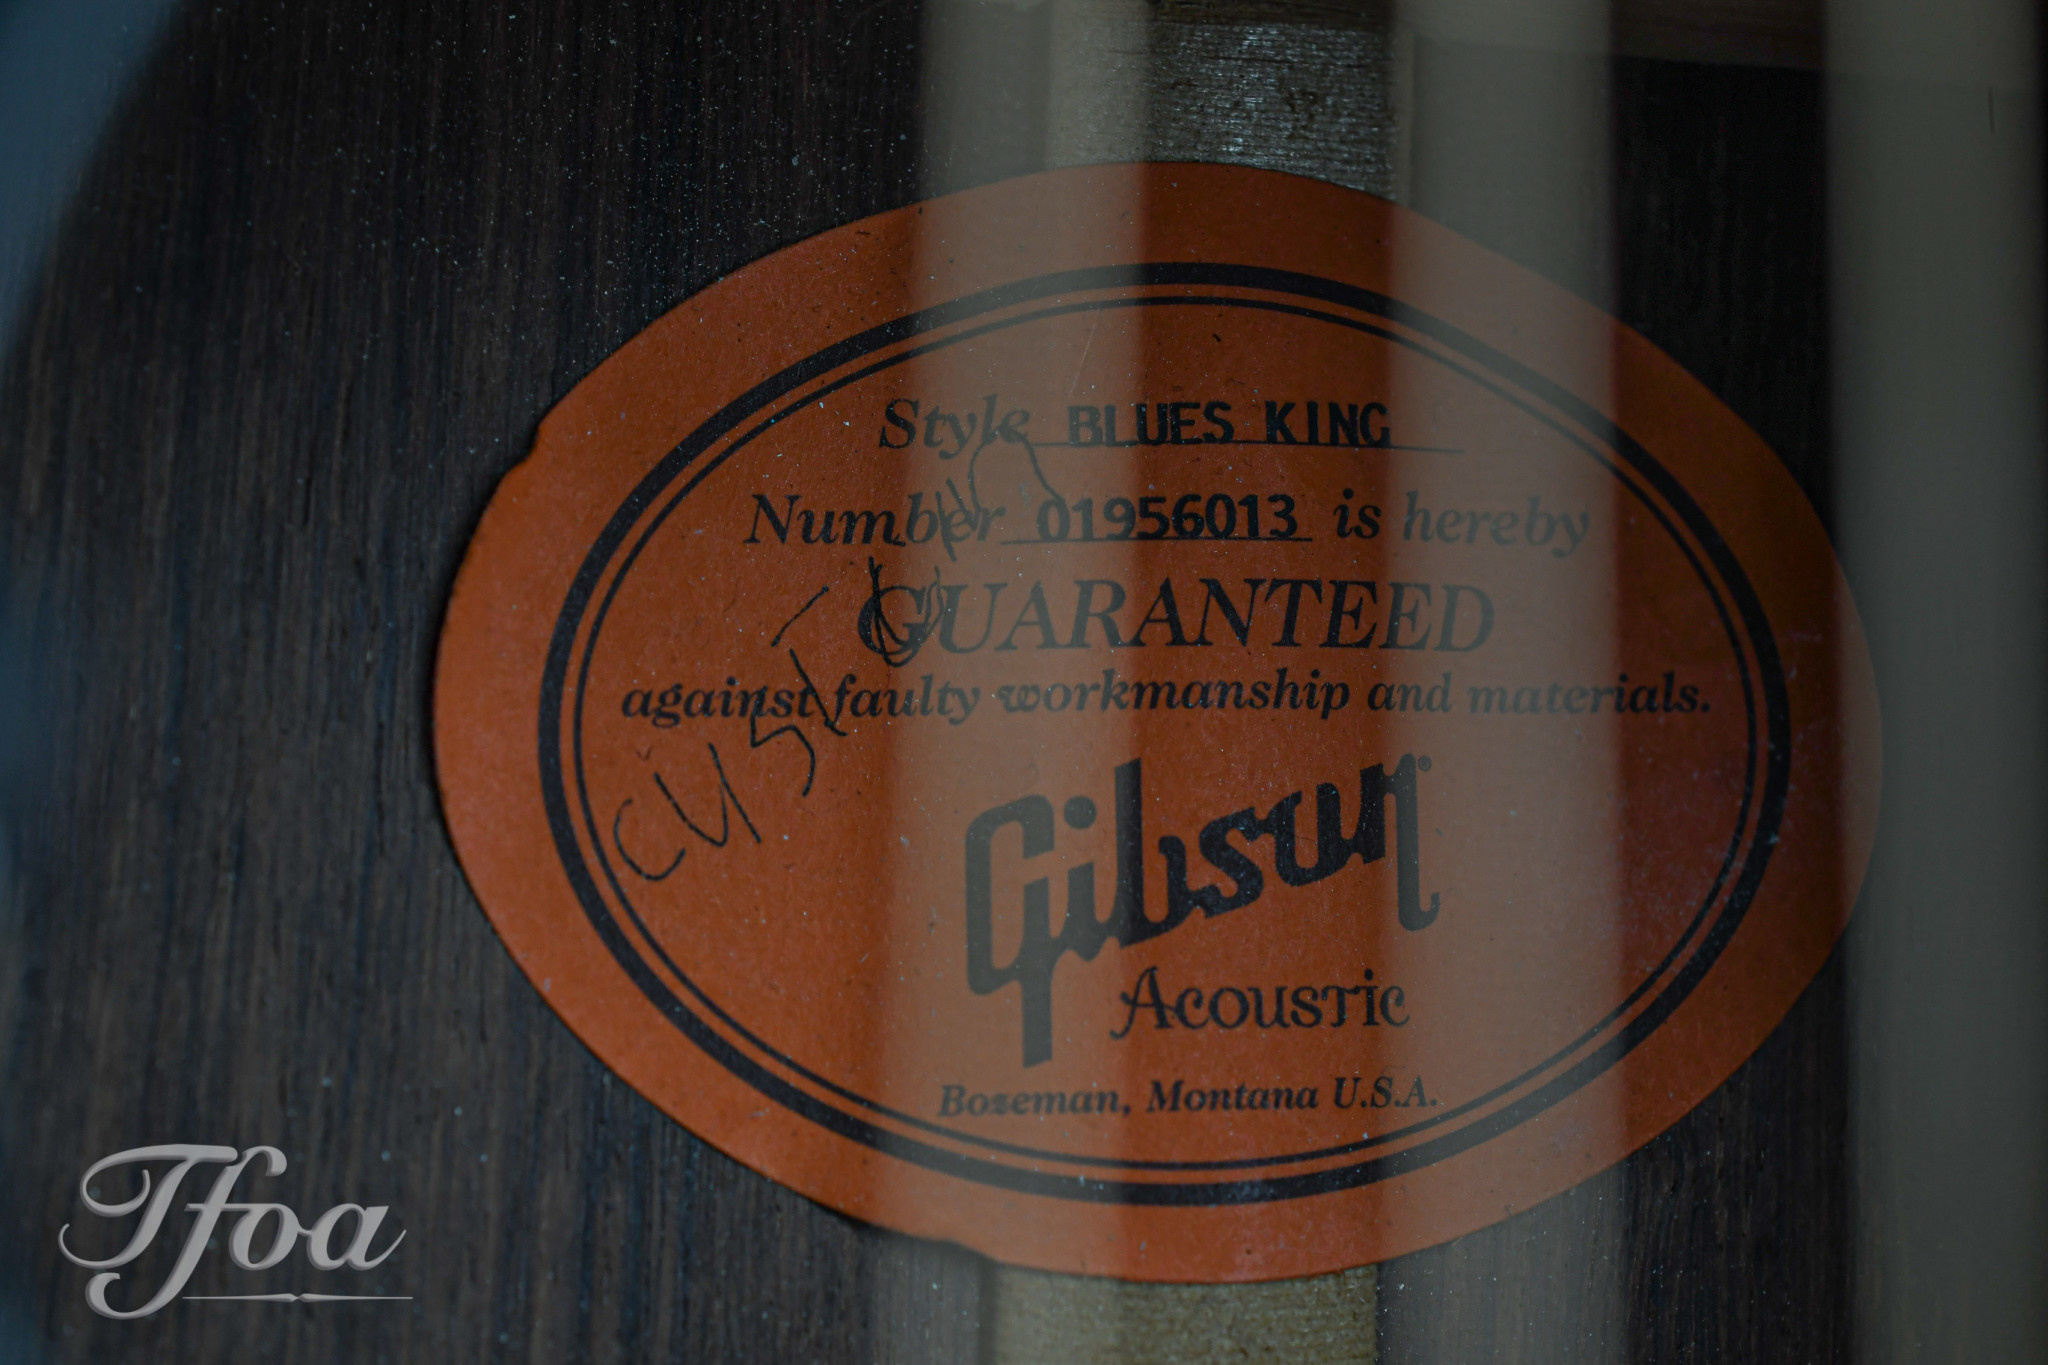 Style BLUES KING
Number 01956013 is hereby
GUARANTEED
against faulty workmanship and materials.
Gibson®
Acoustic
Bozeman, Montana U.S.A.
Tfoa